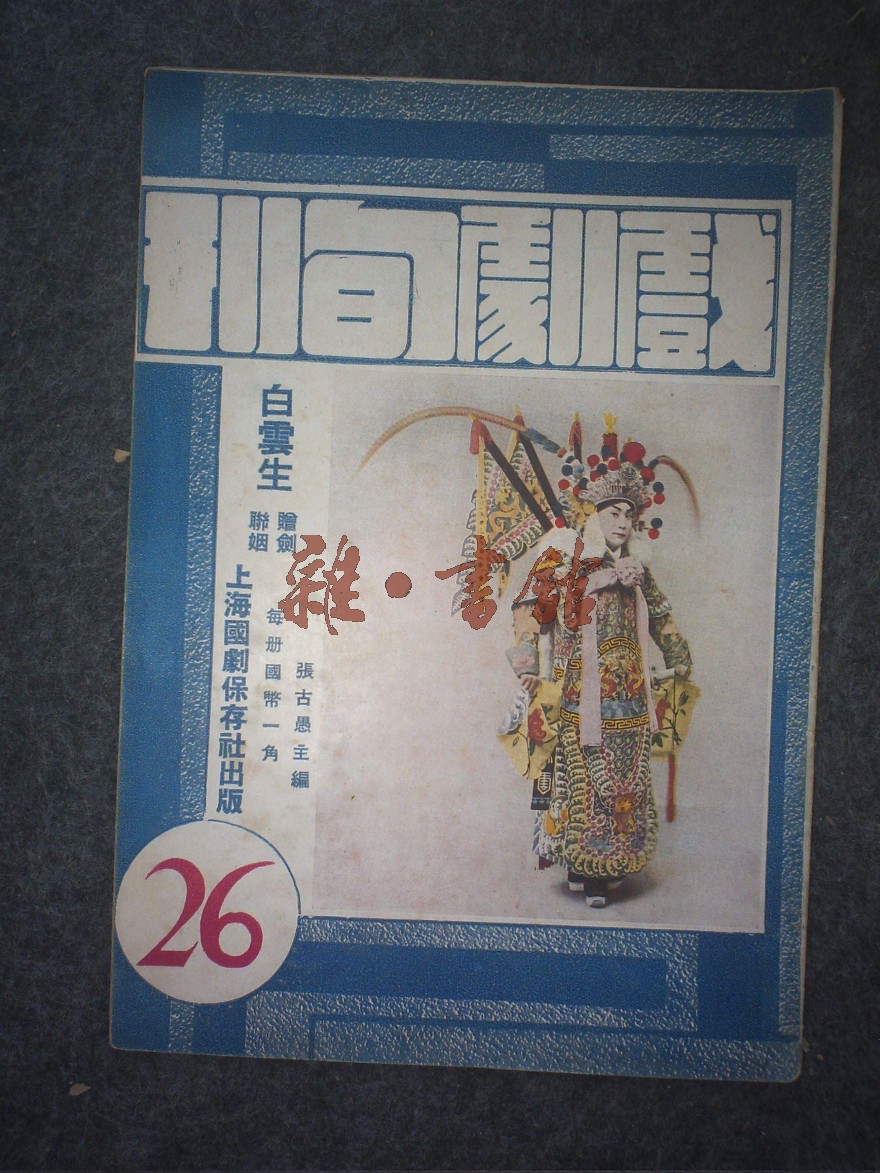 戲劇旬刊
白雲生
贈劍
聯姻
張古愚主編
每册國幣一角
上海國劇保存社出版
26
雜·書館